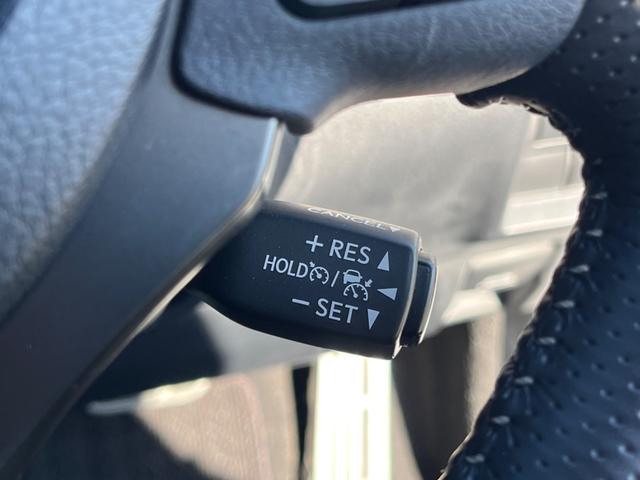 CANCEL
+ RES
HOLD /
− SET